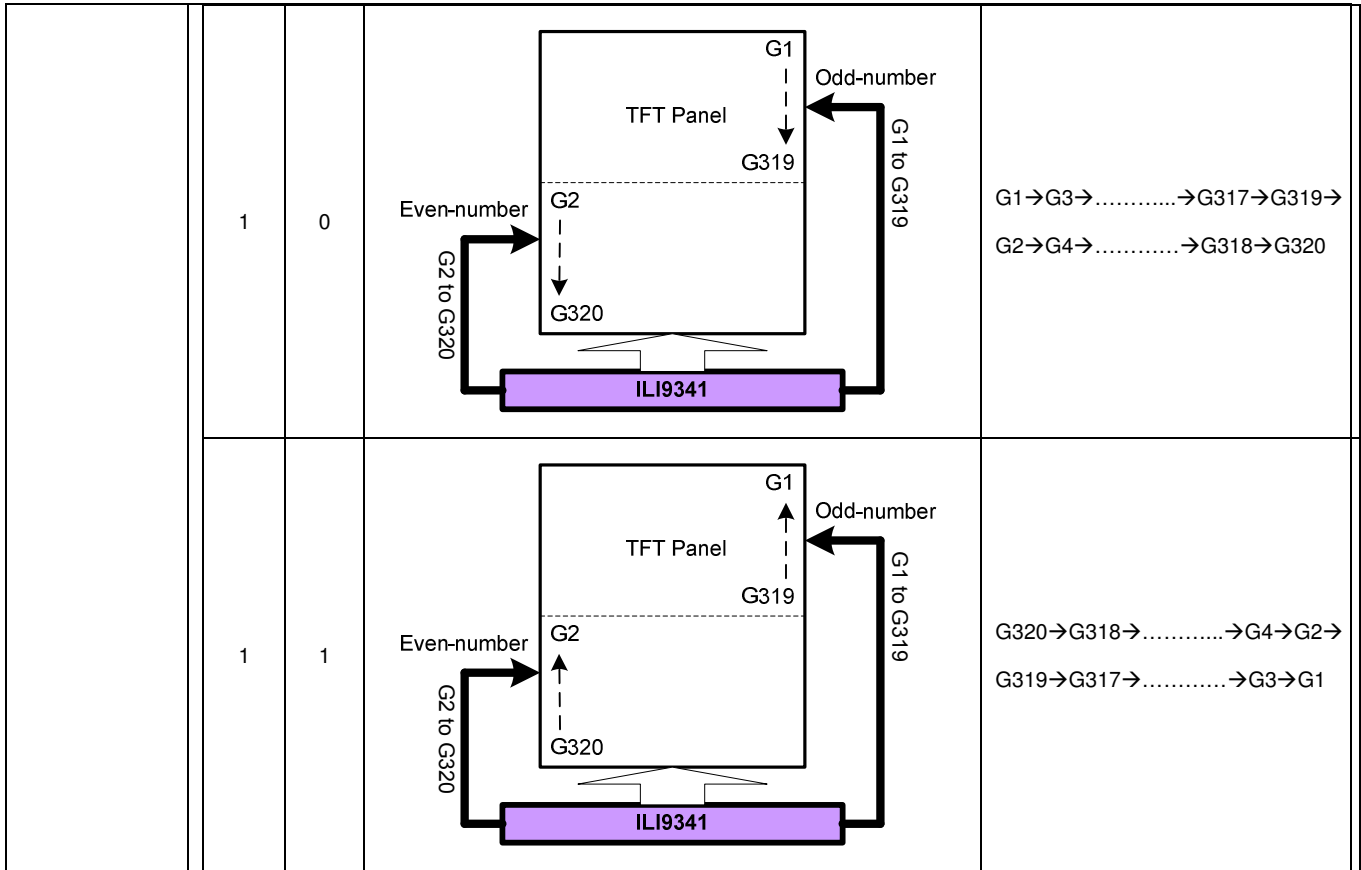 1
0
G1
Odd-number
TFT Panel
G1 to G319
G319
Even-number
G2
G2 to G320
G320
ILI9341
G1→G3→………...→G317→G319→
G2→G4→…………→G318→G320
1
1
G1
Odd-number
TFT Panel
G1 to G319
G319
Even-number
G2
G2 to G320
G320
ILI9341
G320→G318→………...→G4→G2→
G319→G317→…………→G3→G1